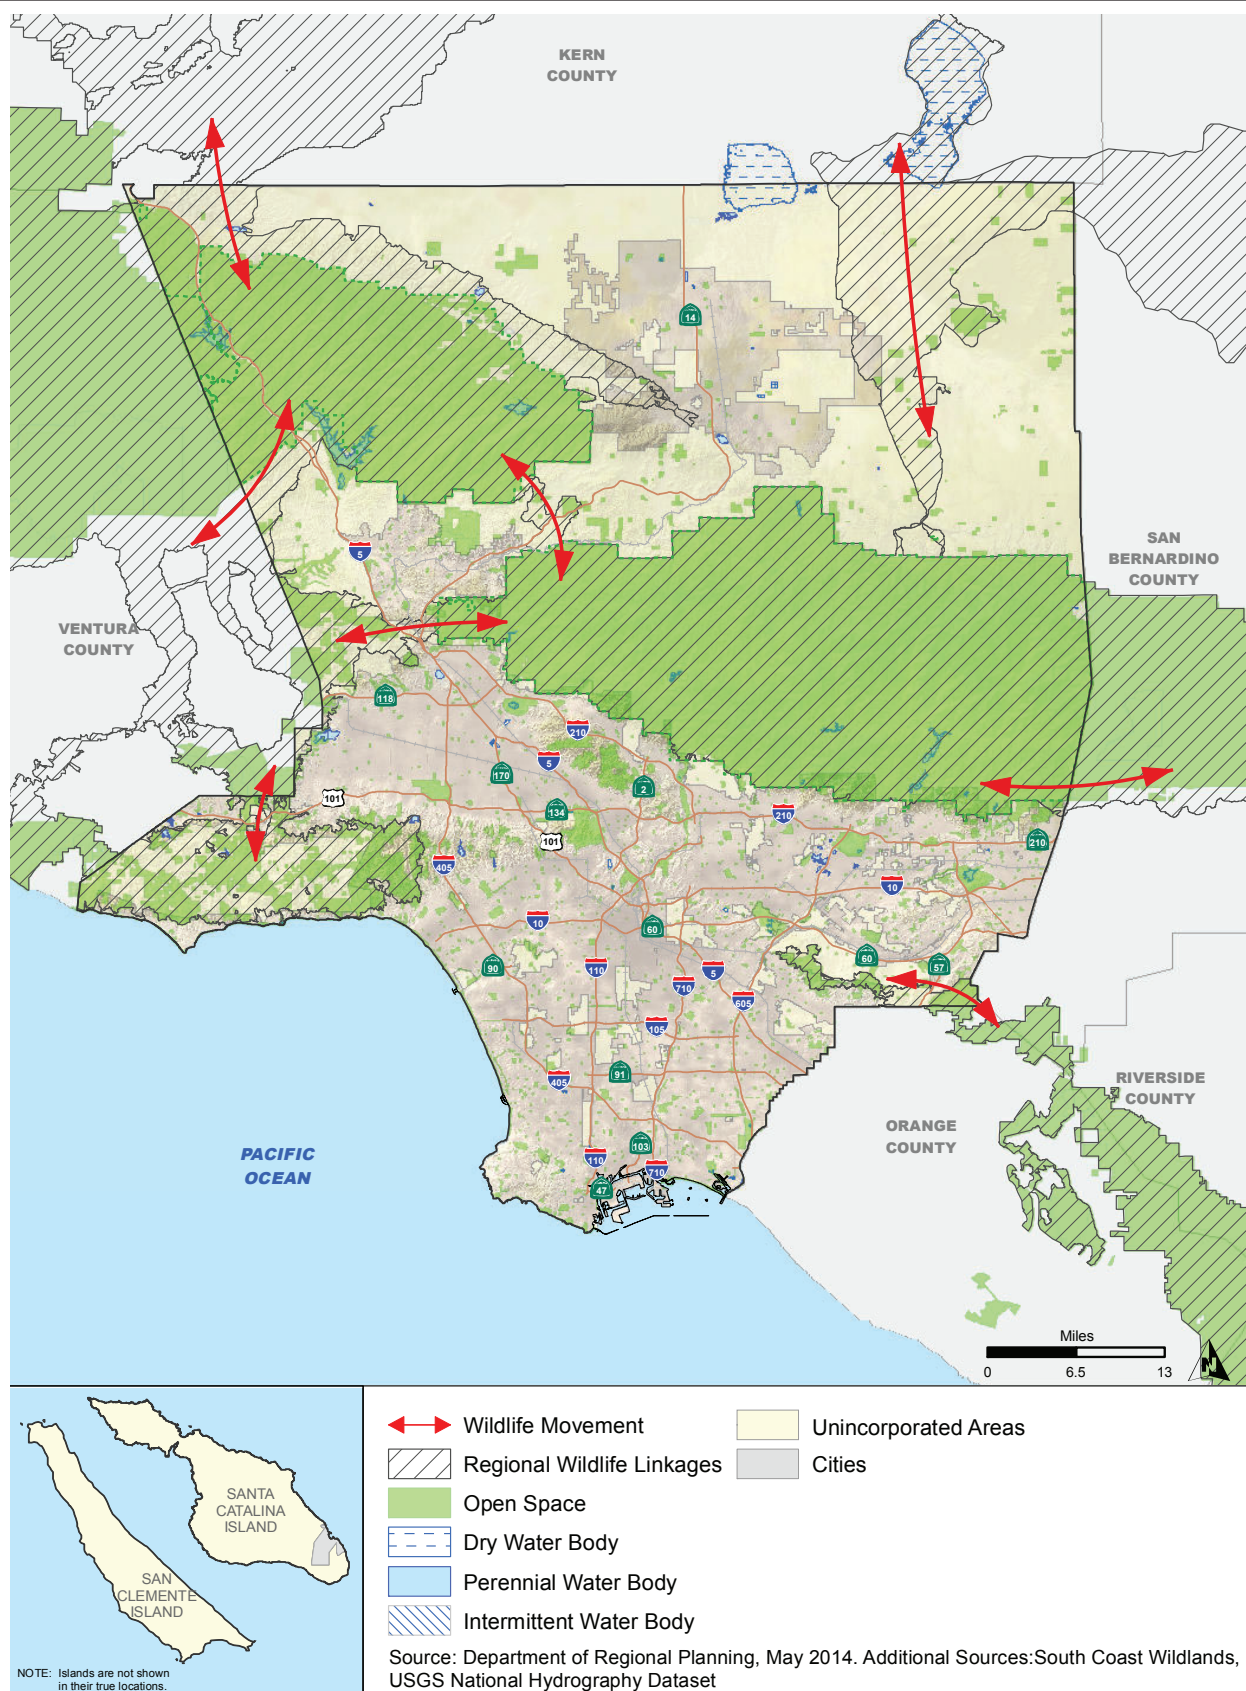 KERN
COUNTY
14
SAN
BERNARDINO
COUNTY
5
VENTURA
COUNTY
118
210
5
170
2
101
134
210
101
210
405
10
10
60
60
57
90
110
5
710
605
105
91
405
RIVERSIDE
COUNTY
ORANGE
COUNTY
103
110
710
47
PACIFIC
OCEAN
Miles
0 6.5 13
N
SANTA
CATALINA
ISLAND
SAN
CLEMENTE
ISLAND
NOTE: Islands are not shown
in their true locations.
Wildlife Movement
Regional Wildlife Linkages
Open Space
Dry Water Body
Perennial Water Body
Intermittent Water Body
Unincorporated Areas
Cities
Source: Department of Regional Planning, May 2014. Additional Sources:South Coast Wildlands,
USGS National Hydrography Dataset